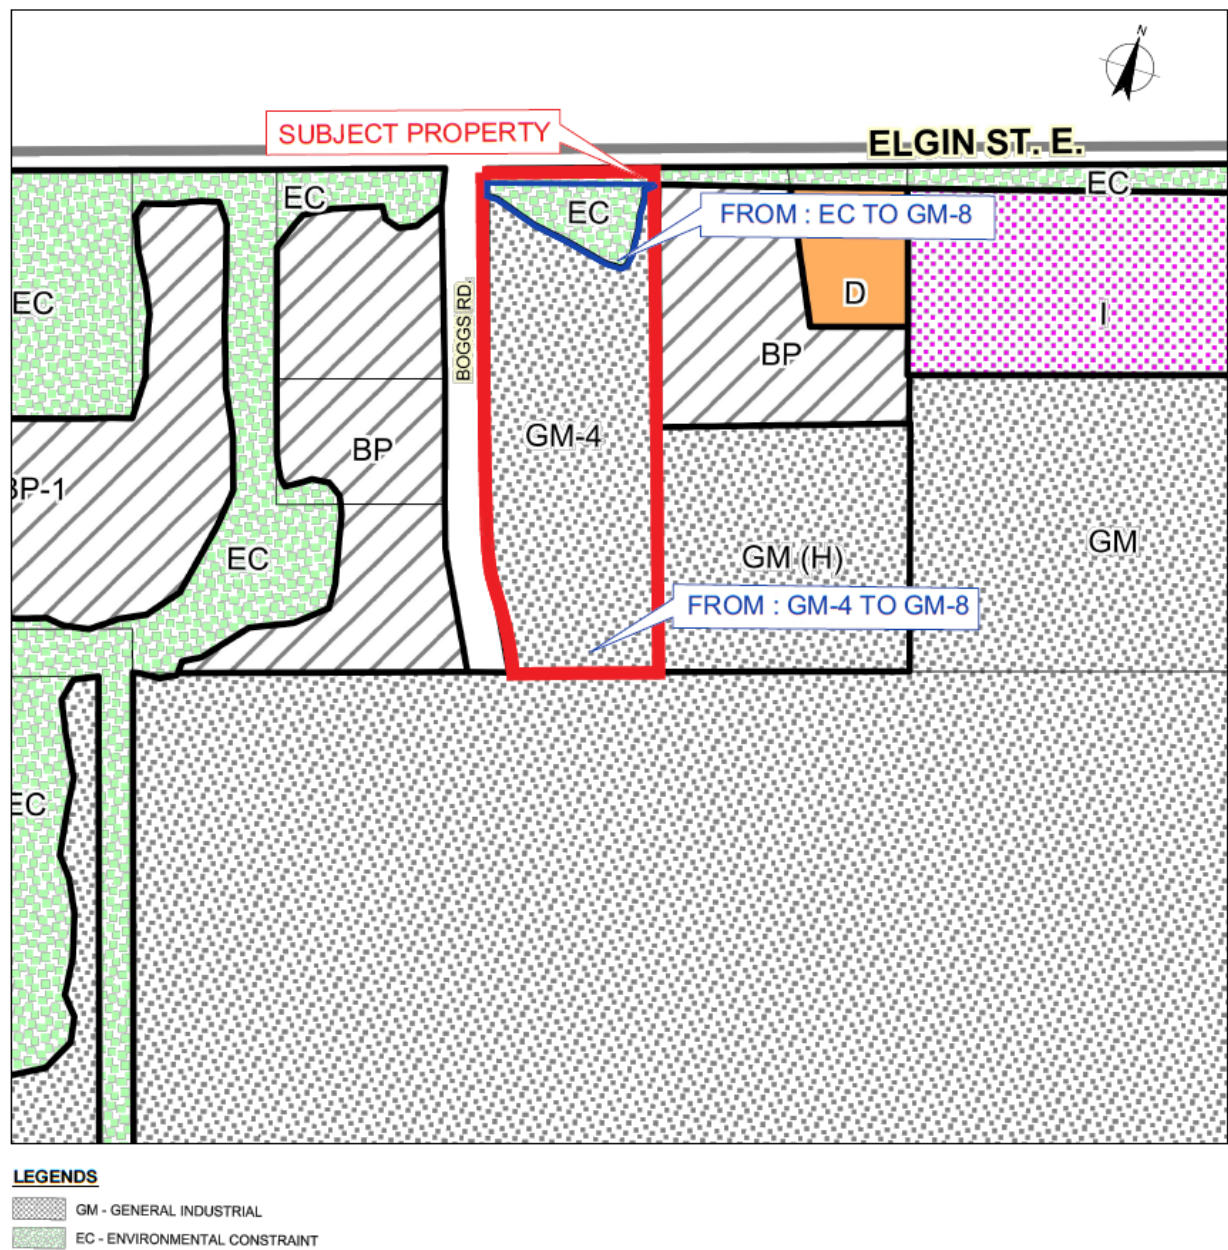 N
SUBJECT PROPERTY
ELGIN ST. E.
EC
EC
EC
FROM : EC TO GM-8
EC
D
I
BOGGS RD.
BP
GM-4
BP
BP-1
GM
GM (H)
EC
FROM : GM-4 TO GM-8
EC
LEGENDS
GM - GENERAL INDUSTRIAL
EC - ENVIRONMENTAL CONSTRAINT